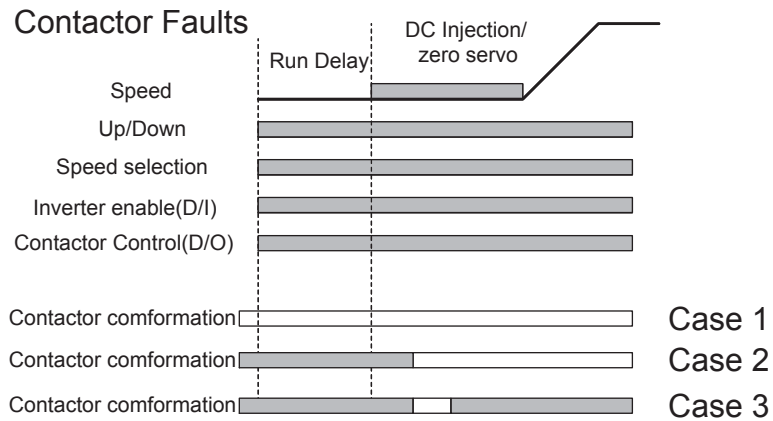 Contactor Faults
DC Injection/
zero servo
Run Delay
Speed
Up/Down
Speed selection
Inverter enable(D/I)
Contactor Control(D/O)
Contactor comformation Case 1
Contactor comformation Case 2
Contactor comformation Case 3